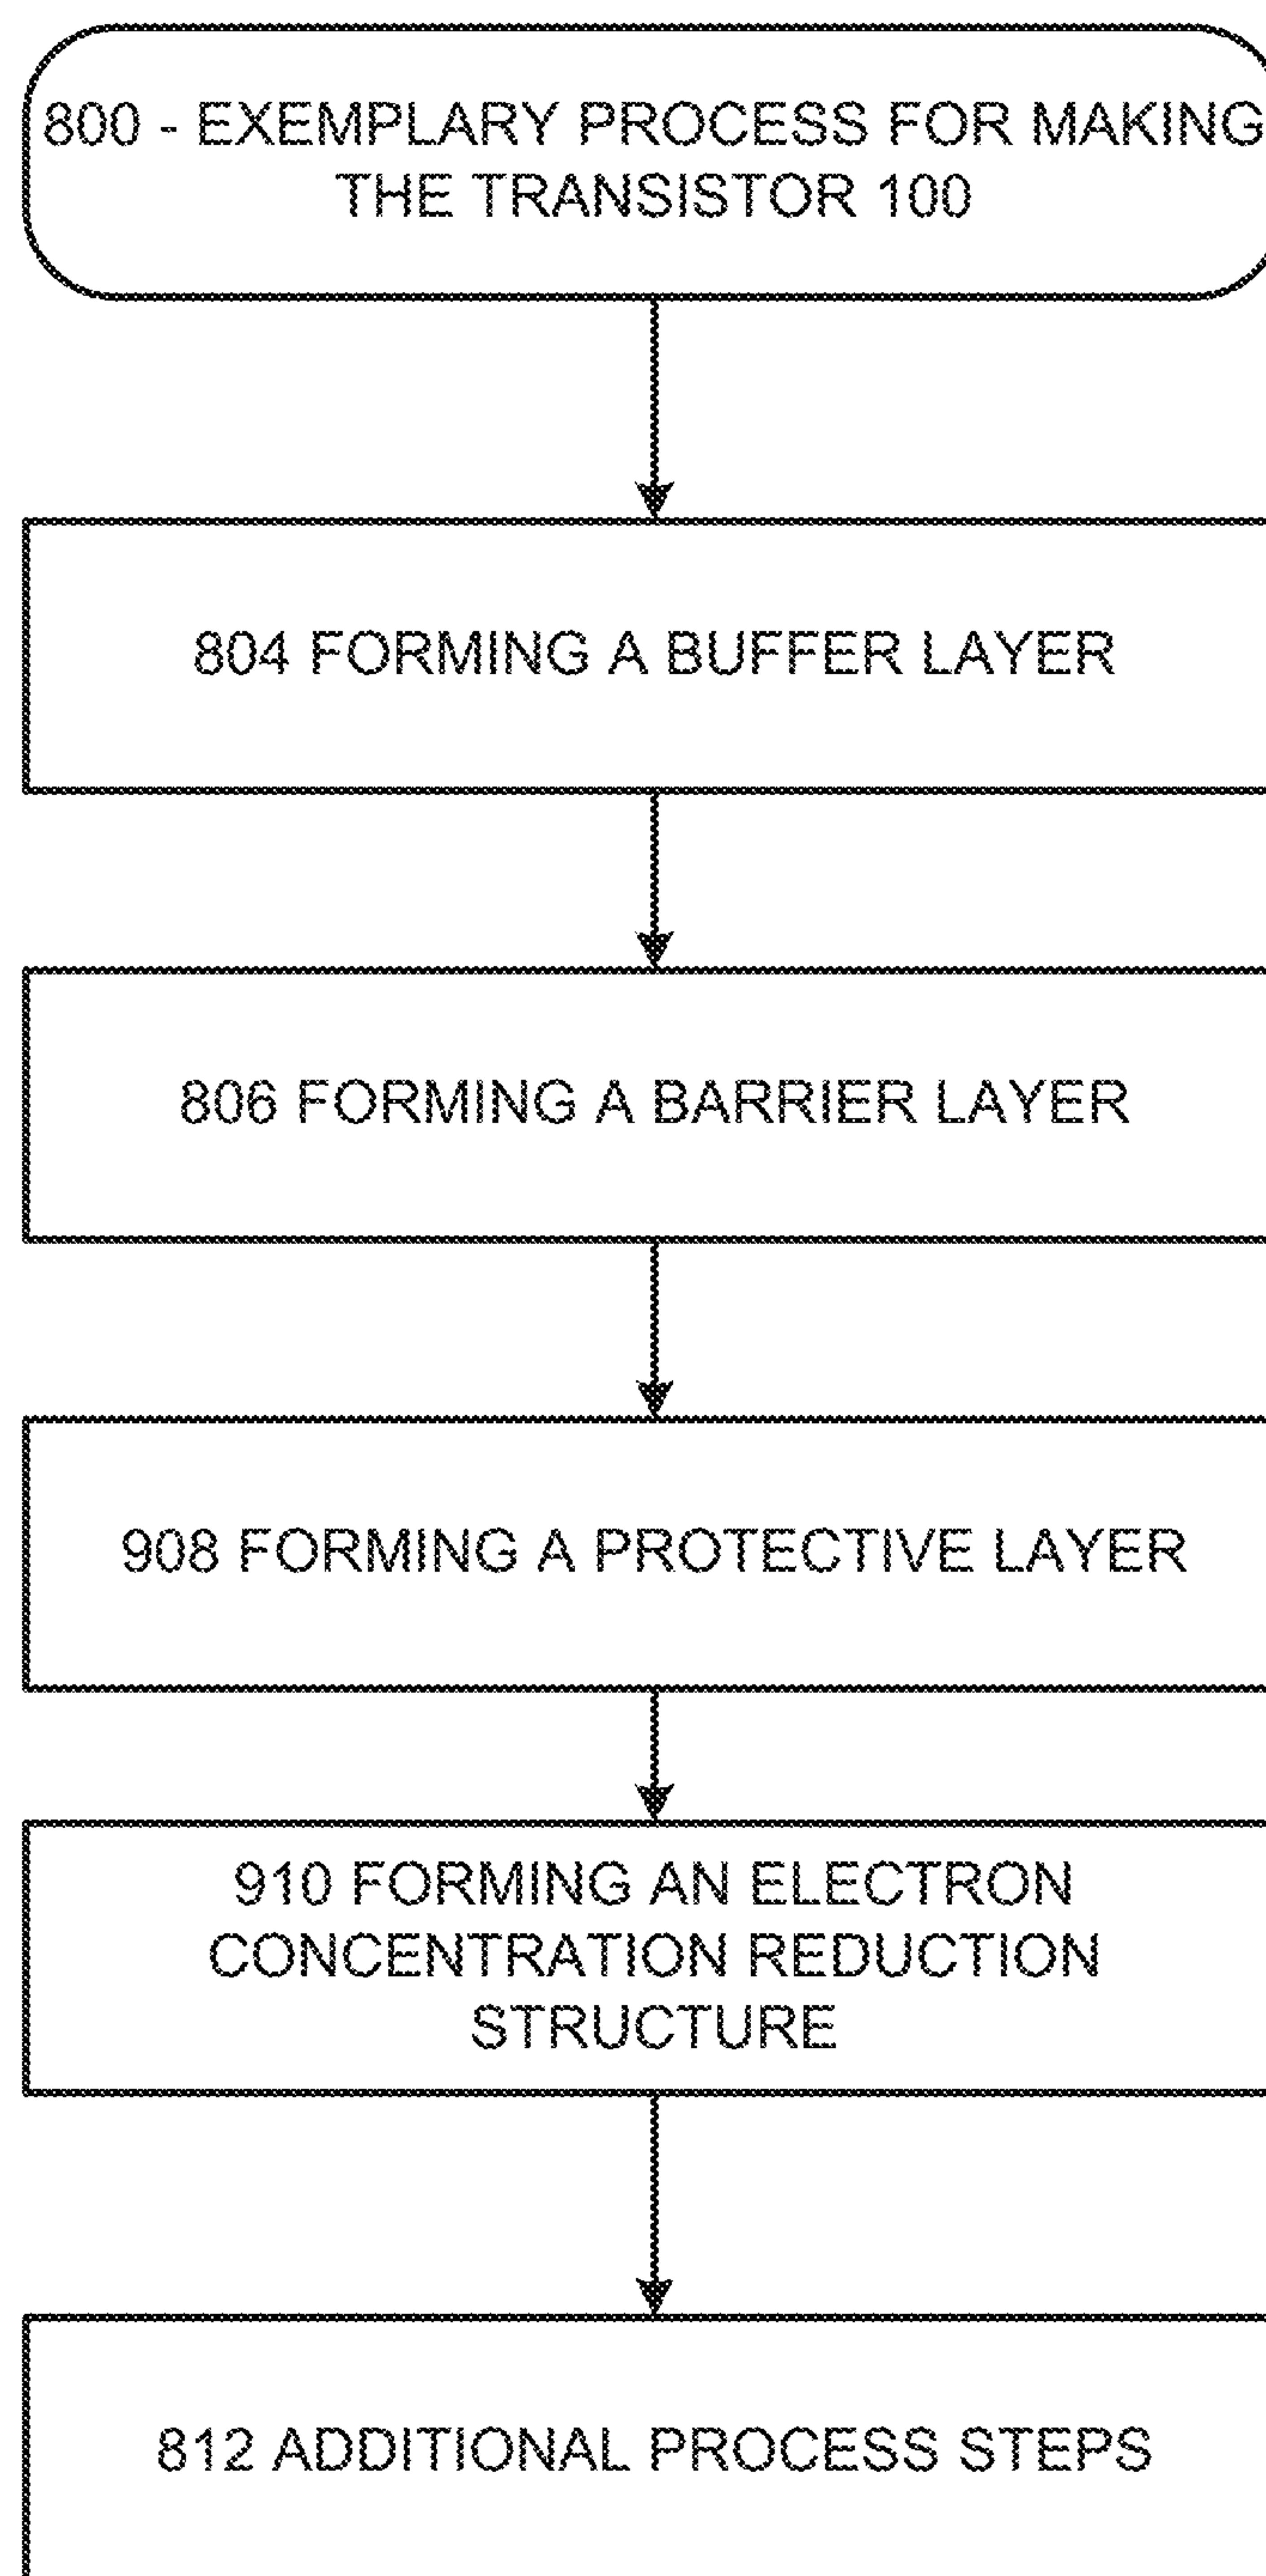 800 - EXEMPLARY PROCESS FOR MAKING
THE TRANSISTOR 100
804 FORMING A BUFFER LAYER
806 FORMING A BARRIER LAYER
908 FORMING A PROTECTIVE LAYER
910 FORMING AN ELECTRON
CONCENTRATION REDUCTION
STRUCTURE
812 ADDITIONAL PROCESS STEPS